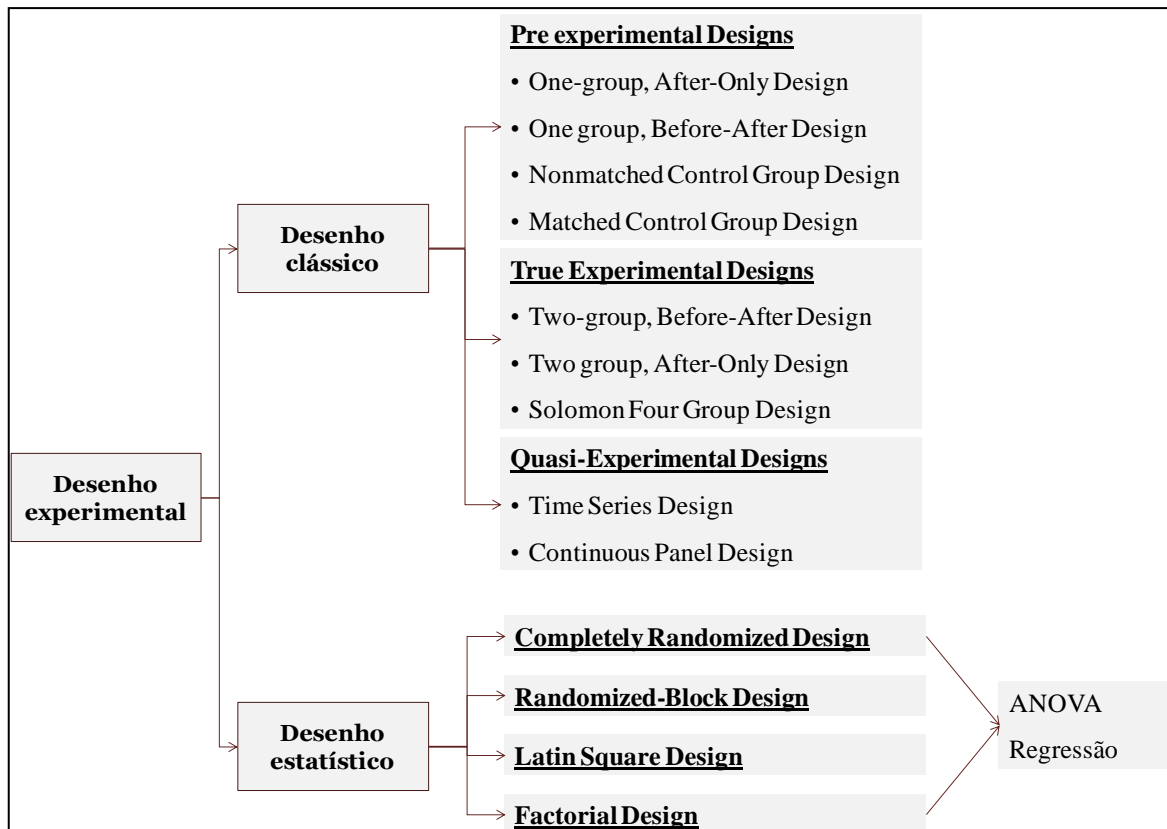 Pre experimental Designs
• One-group, After-Only Design
• One group, Before-After Design
• Nonmatched Control Group Design
• Matched Control Group Design
Desenho
clássico
True Experimental Designs
• Two-group, Before-After Design
• Two group, After-Only Design
• Solomon Four Group Design
Desenho
experimental
Quasi-Experimental Designs
• Time Series Design
• Continuous Panel Design
Desenho
estatístico
Completely Randomized Design
Randomized-Block Design
Latin Square Design
Factorial Design
ANOVA
Regressão